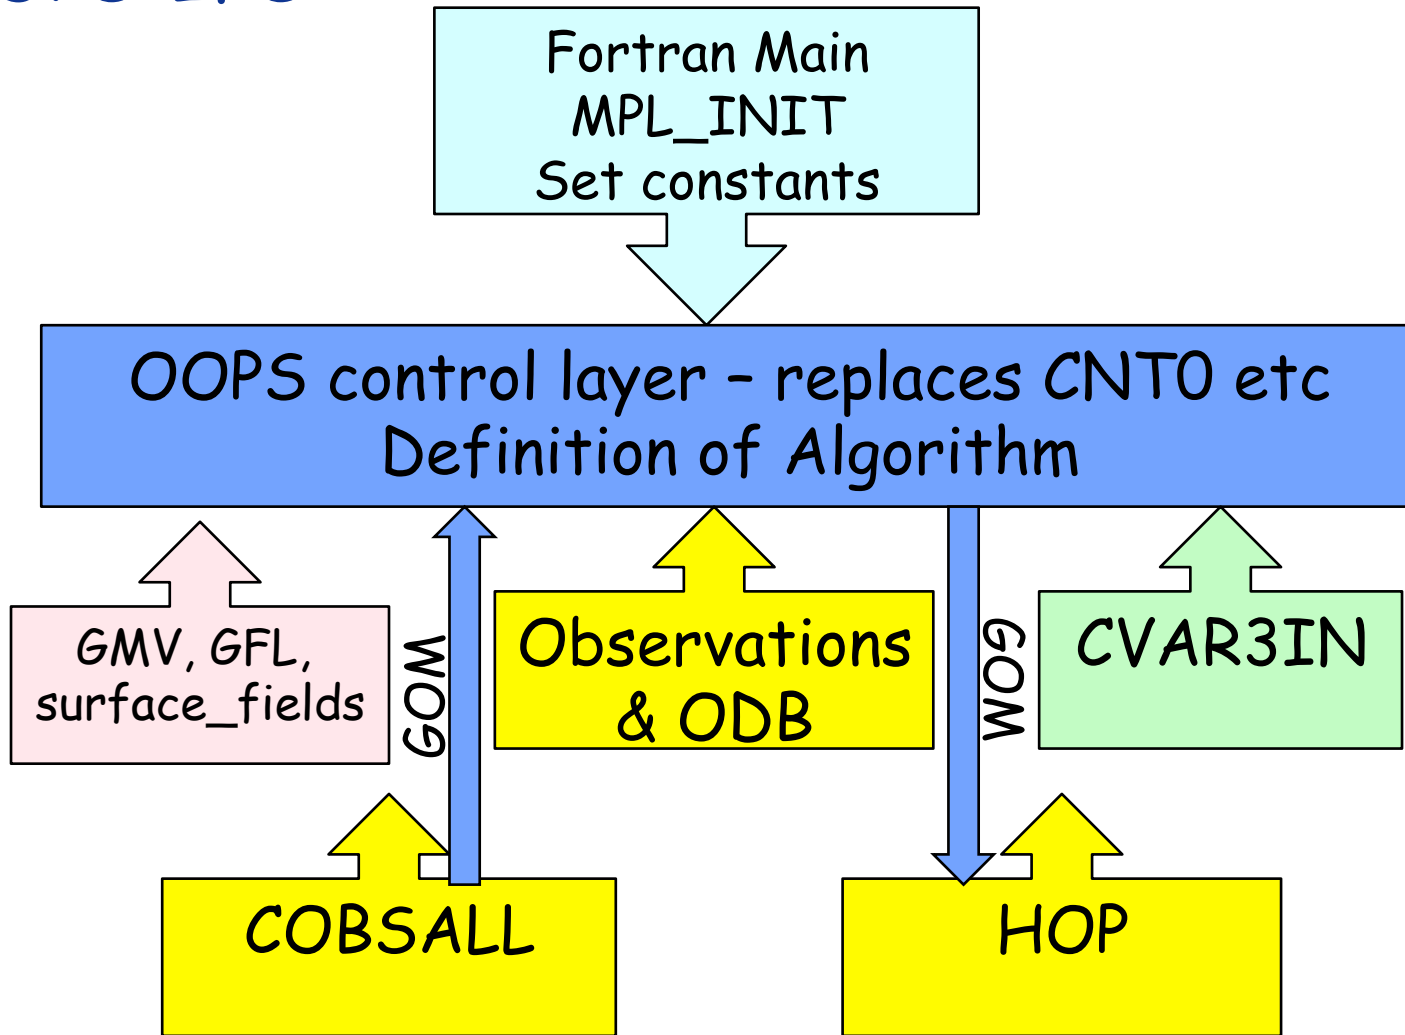 Fortran Main
MPL_INIT
Set constants
OOPS control layer – replaces CNT0 etc
Definition of Algorithm
GMV, GFL,
surface_fields
GOM
Observations
& ODB
GOM
CVAR3IN
COBSALL
HOP